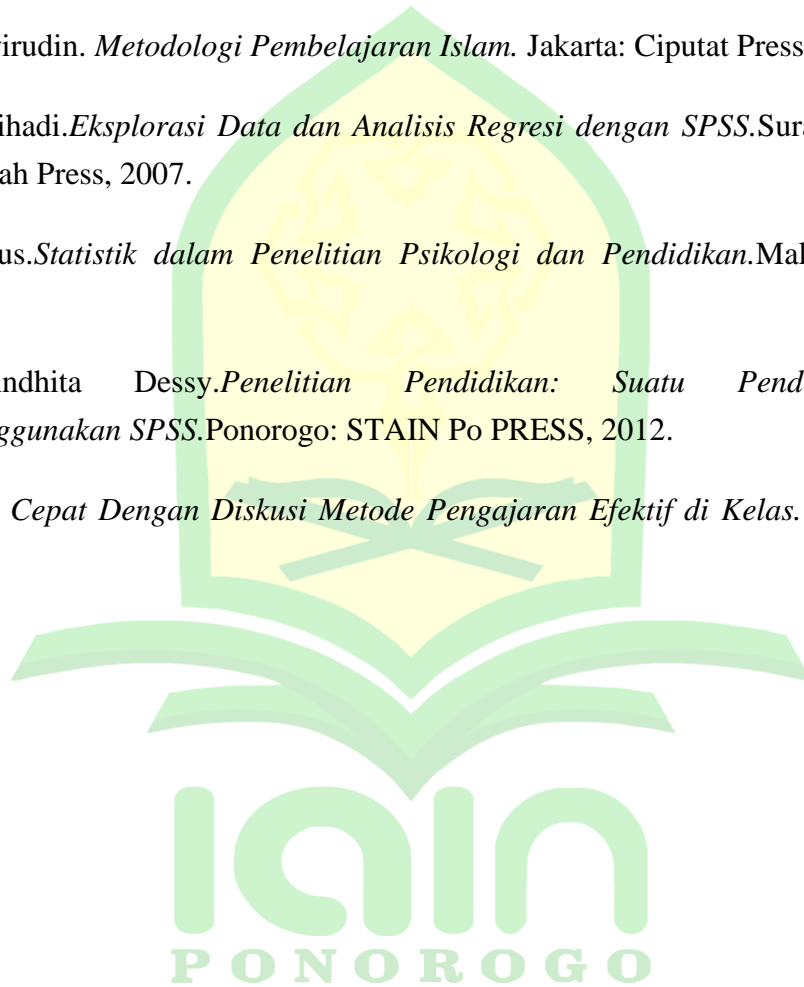 irudin. Metodologi Pembelajaran Islam. Jakarta: Ciputat Press
ihadi.Eksplorasi Data dan Analisis Regresi dengan SPSS.Sura
ah Press, 2007.
us.Statistik dalam Penelitian Psikologi dan Pendidikan.Mal
ndhita Dessy.Penelitian Pendidikan: Suatu Pend
ggunakan SPSS.Ponorogo: STAIN Po PRESS, 2012.
Cepat Dengan Diskusi Metode Pengajaran Efektif di Kelas.
IAIN
PONOROGO